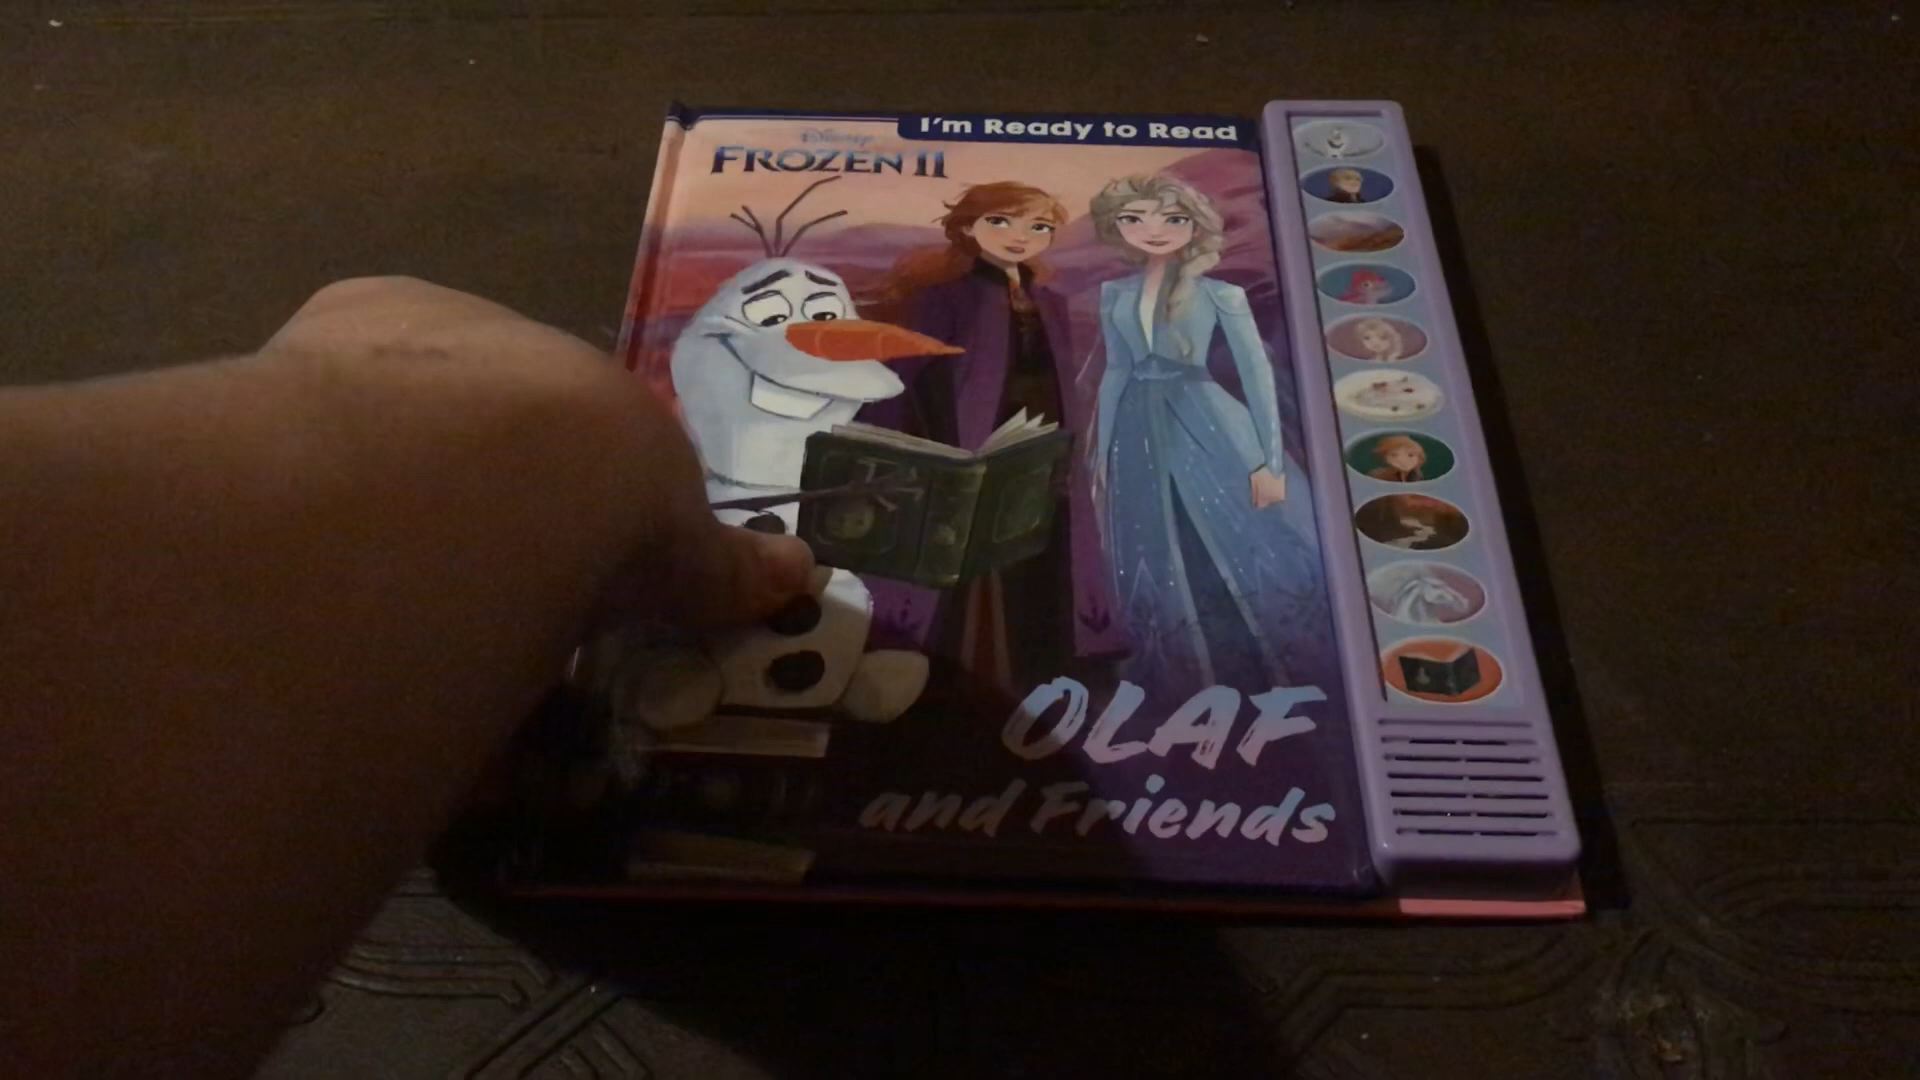 I'm Ready to Read
Disney
FROZEN II
OLAF
and Friends